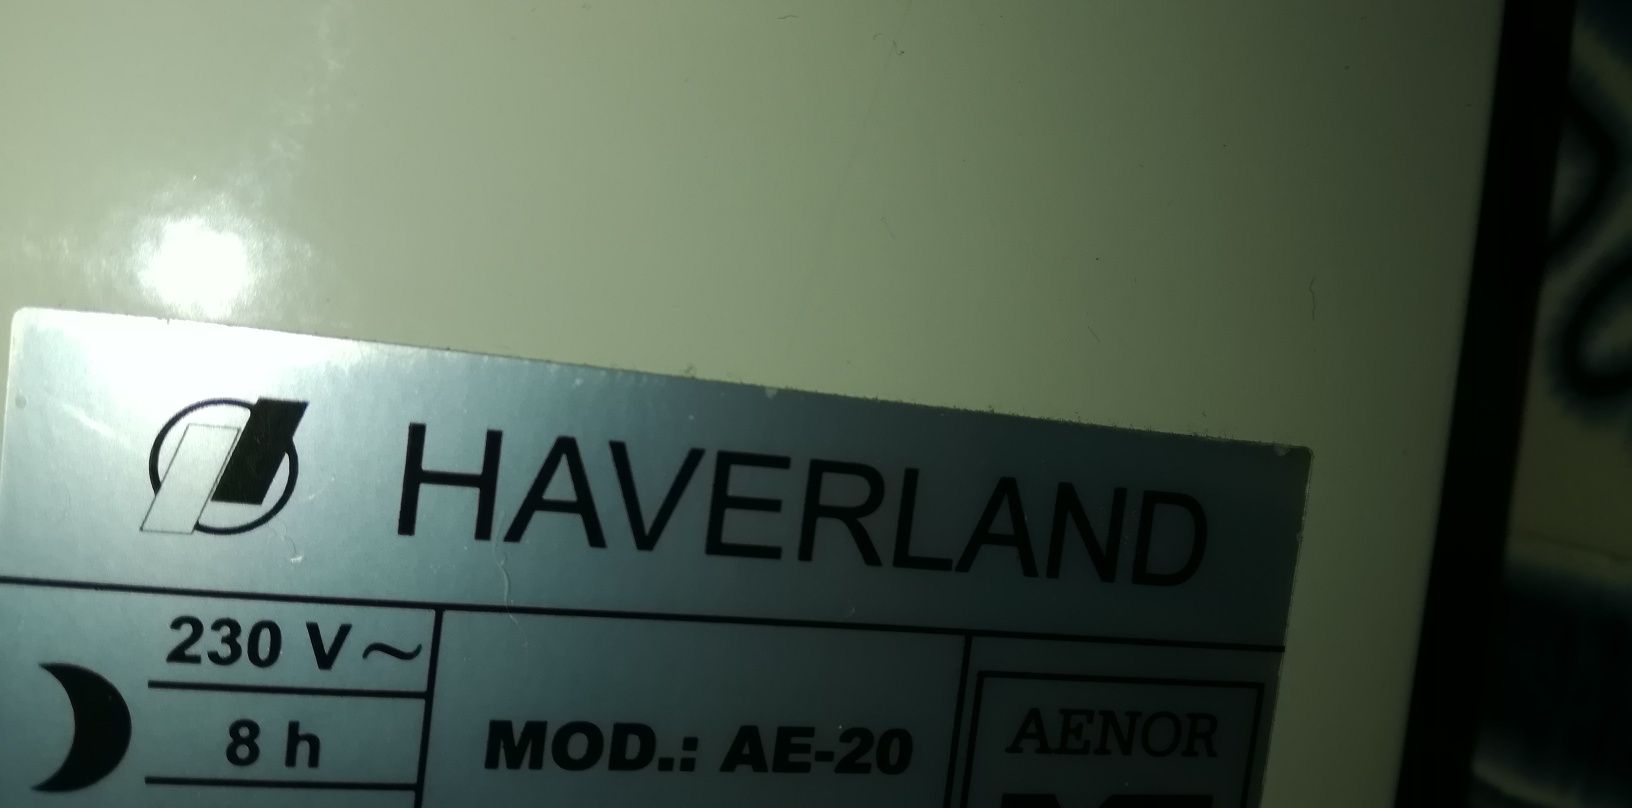 HAVERLAND
230 V~
8 h
MOD.: AE-20
AENOR